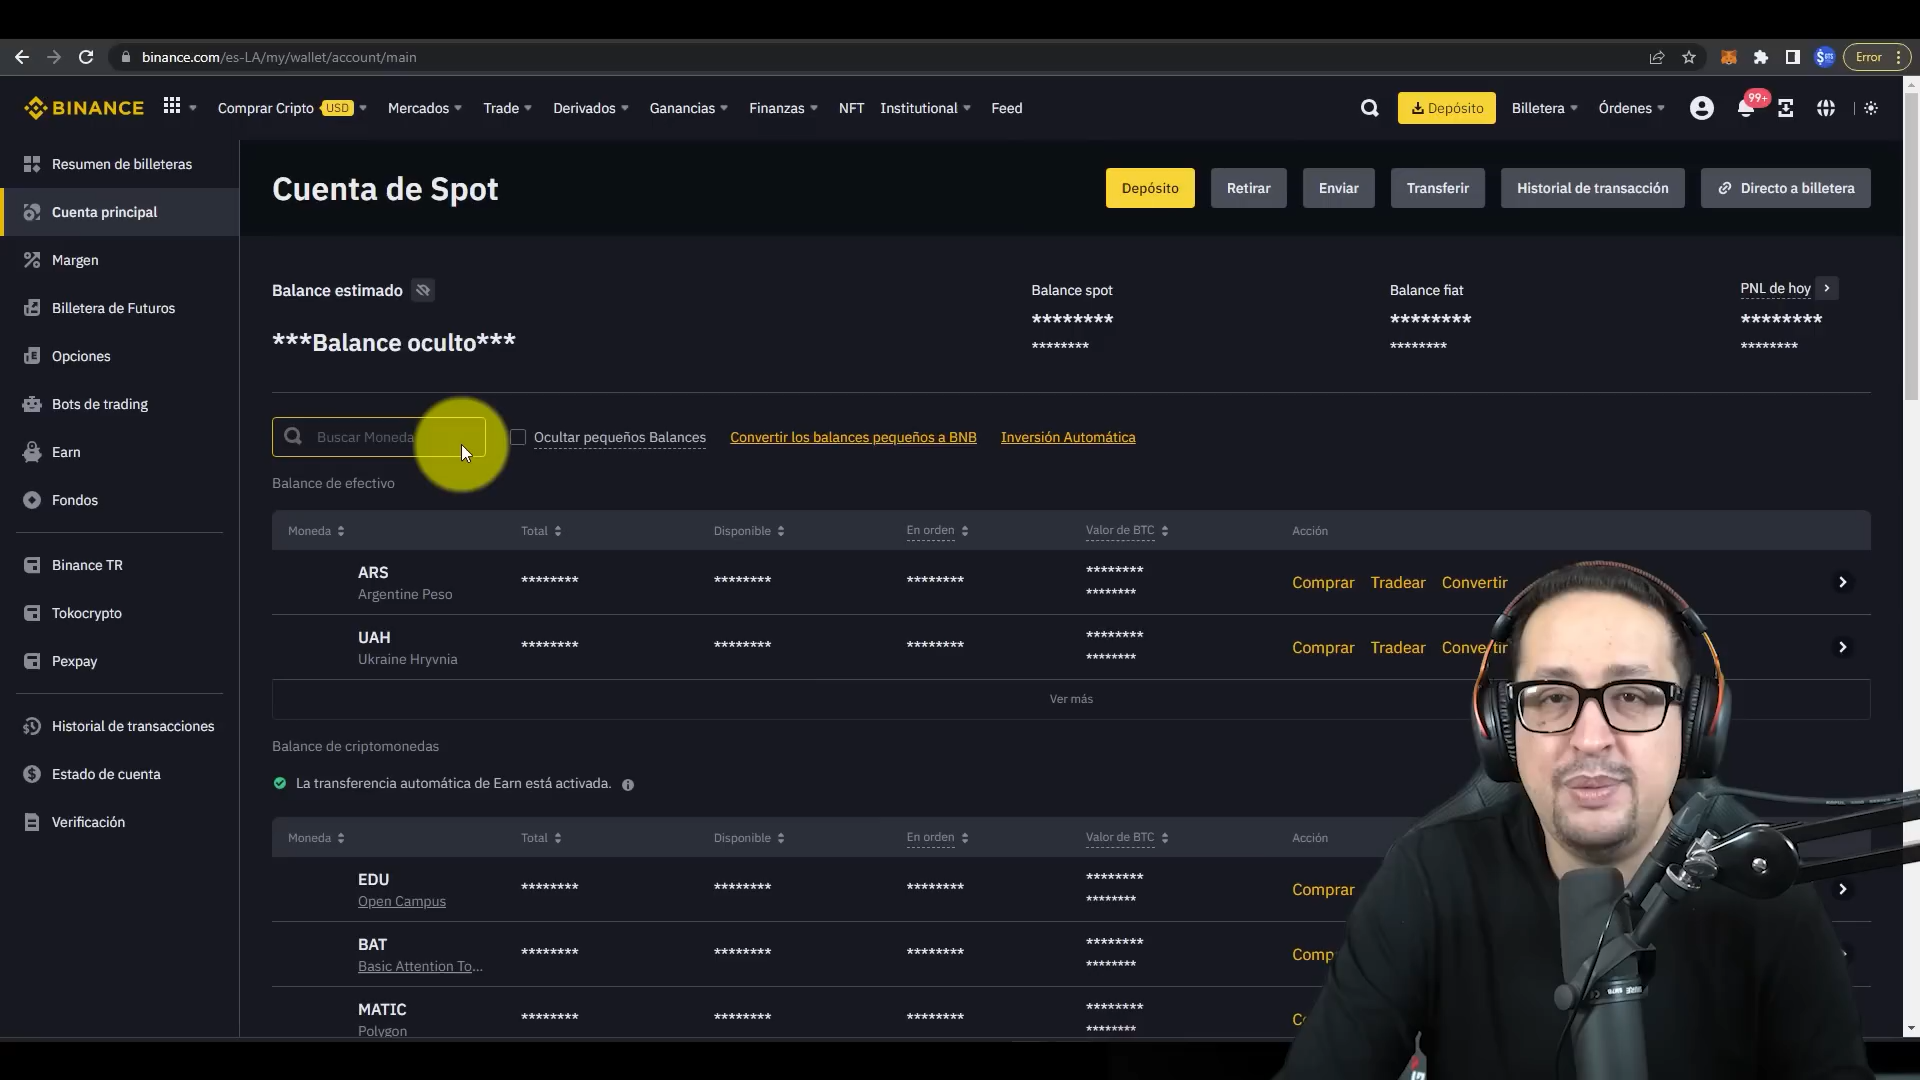 binance.com/es-LA/my/wallet/account/main
Error
BINANCE
Comprar Cripto USD
Mercados
Trade
Derivados
Ganancias
Finanzas
NFT
Institutional
Feed
Depósito
Billetera
Órdenes
99+
Resumen de billeteras
Cuenta principal
Margen
Billetera de Futuros
Opciones
Bots de trading
Earn
Fondos
Binance TR
Tokocrypto
Pexpay
Historial de transacciones
Estado de cuenta
Verificación
Cuenta de Spot
Depósito
Retirar
Enviar
Transferir
Historial de transacción
Directo a billetera
Balance estimado
***Balance oculto***
Balance spot
********
********
Balance fiat
********
********
PNL de hoy
********
********
Buscar Moneda
Ocultar pequeños Balances
Convertir los balances pequeños a BNB
Inversión Automática
Balance de efectivo
Moneda Total Disponible En orden Valor de BTC Acción
ARS ******** ******** ******** ********
Argentine Peso ********
Comprar Tradear Convertir
UAH ******** ******** ******** ********
Ukraine Hryvnia ********
Comprar Tradear Convertir
Ver más
Balance de criptomonedas
La transferencia automática de Earn está activada.
Moneda Total Disponible En orden Valor de BTC Acción
EDU ******** ******** ******** ********
Open Campus ********
Comprar
BAT ******** ******** ******** ********
Basic Attention To... ********
MATIC ******** ******** ******** ********
Polygon ********